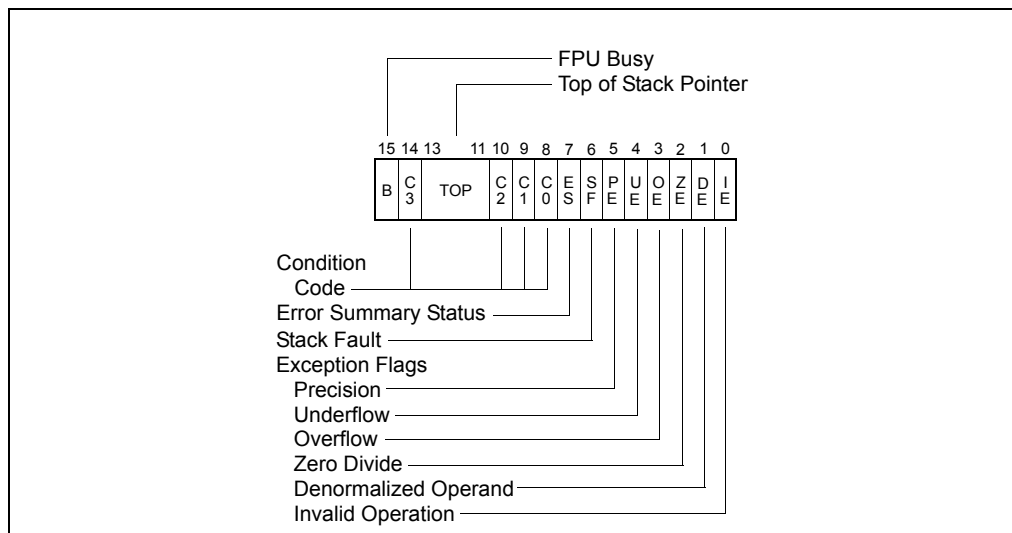 FPU Busy
Top of Stack Pointer
15 14 13 11 10 9 8 7 6 5 4 3 2 1 0
B C3 TOP C2 C1 C0 ES SF PE UE OE ZE DE IE
Condition
Code
Error Summary Status
Stack Fault
Exception Flags
Precision
Underflow
Overflow
Zero Divide
Denormalized Operand
Invalid Operation